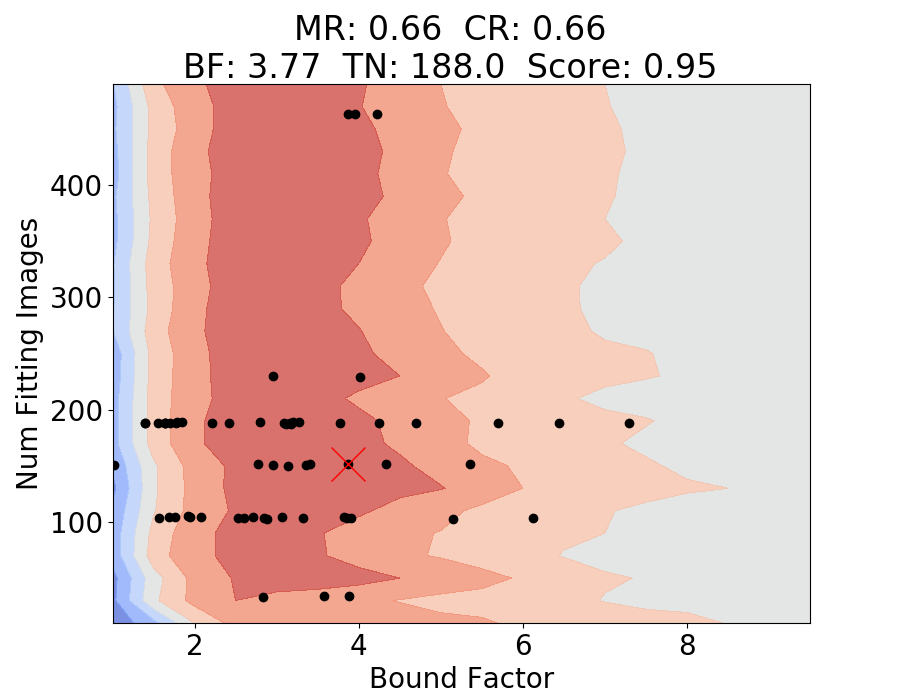 MR: 0.66  CR: 0.66
BF: 3.77  TN: 188.0  Score: 0.95
Num Fitting Images
400
300
200
100
2 4 6 8
Bound Factor